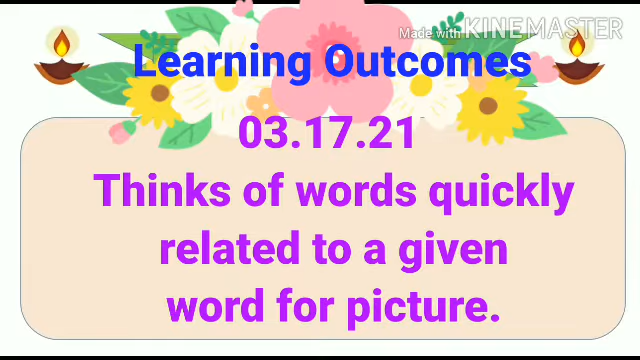 Made with KINEMASTER
Learning Outcomes
03.17.21
Thinks of words quickly
related to a given
word for picture.